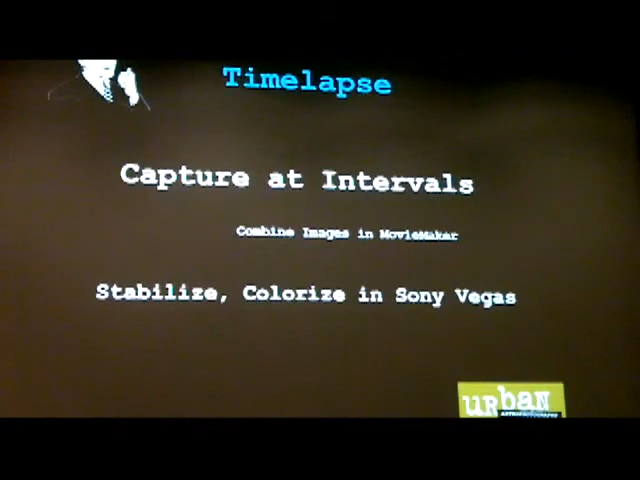 Timelapse
Capture at Intervals
Combine Images in MovieMaker
Stabilize, Colorize in Sony Vegas
urban